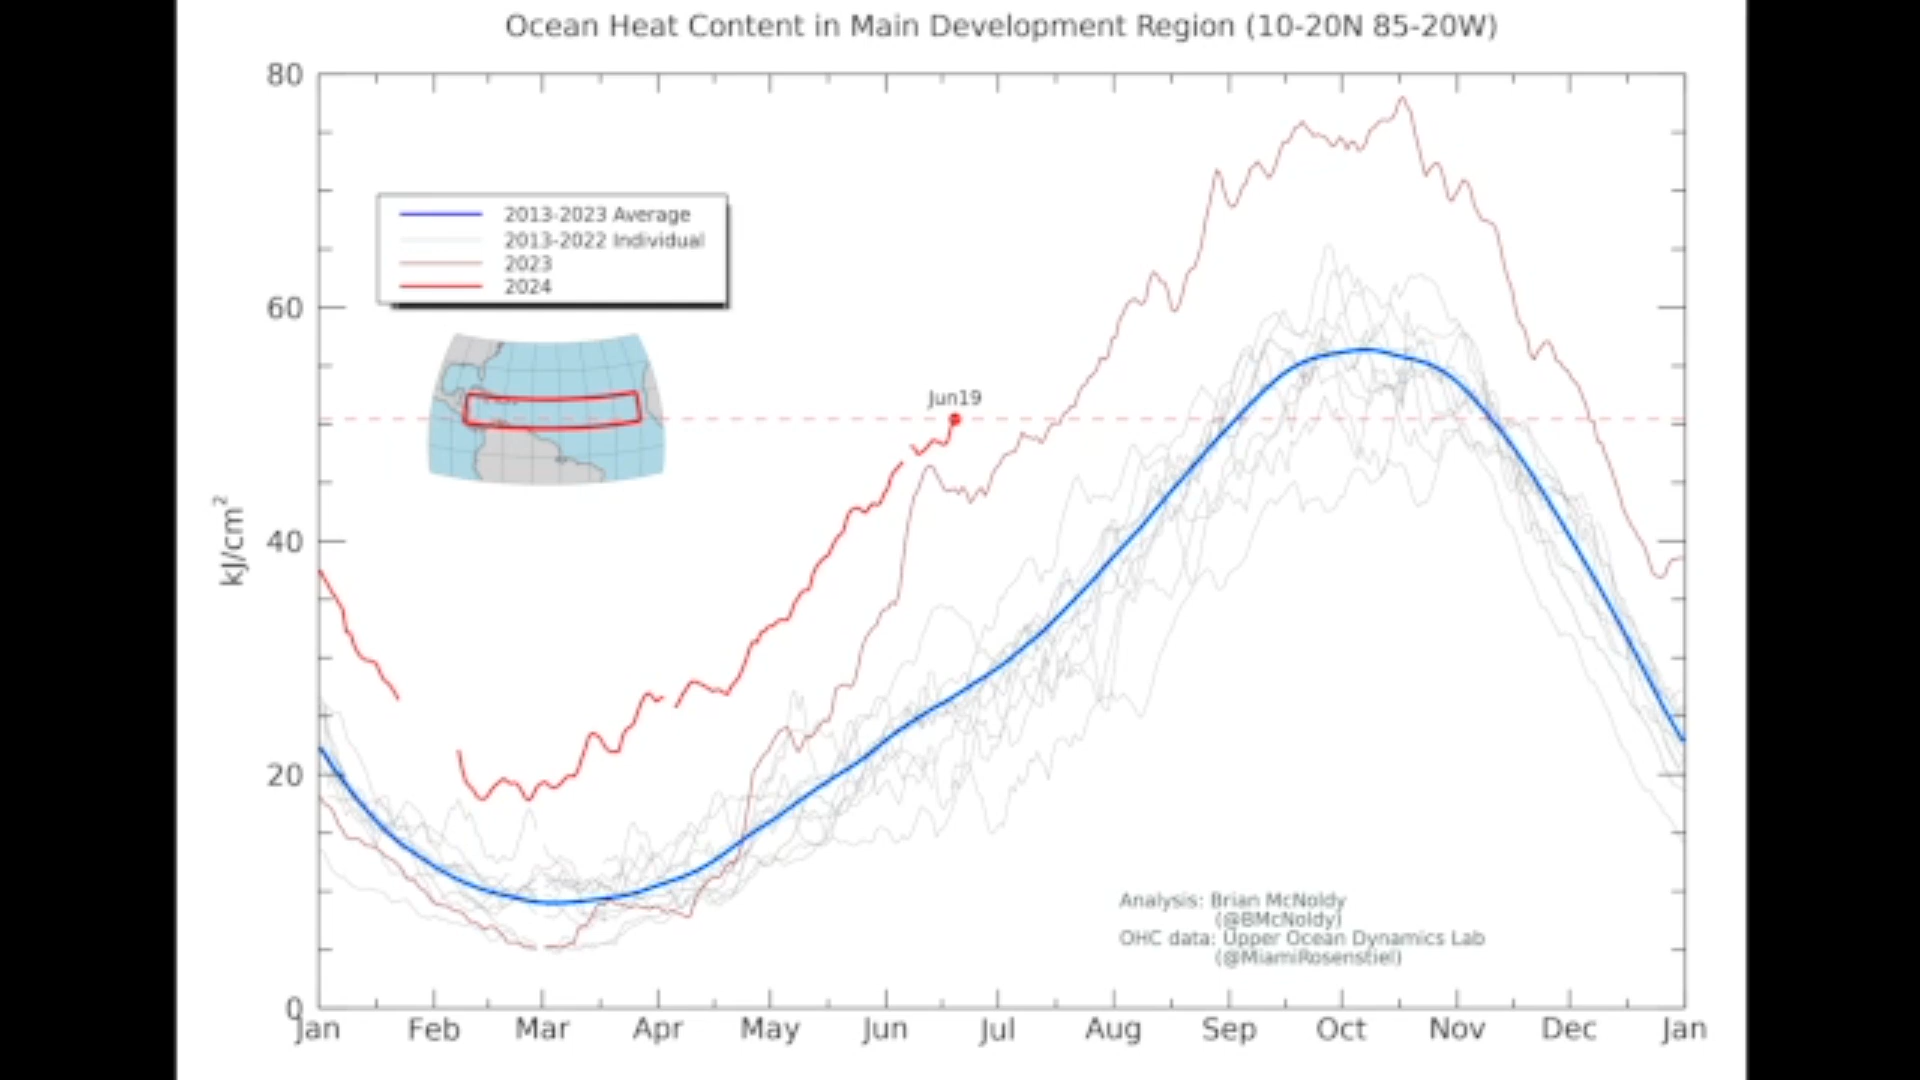 Ocean Heat Content in Main Development Region (10-20N 85-20W)
80
2013-2023 Average
2013-2022 Individual
2023
2024
60
Jun19
kJ/cm²
40
20
Analysis: Brian McNoldy
(@BMcNoldy)
OHC data: Upper Ocean Dynamics Lab
(@MiamiRosenstiel)
0
Jan Feb Mar Apr May Jun Jul Aug Sep Oct Nov Dec Jan